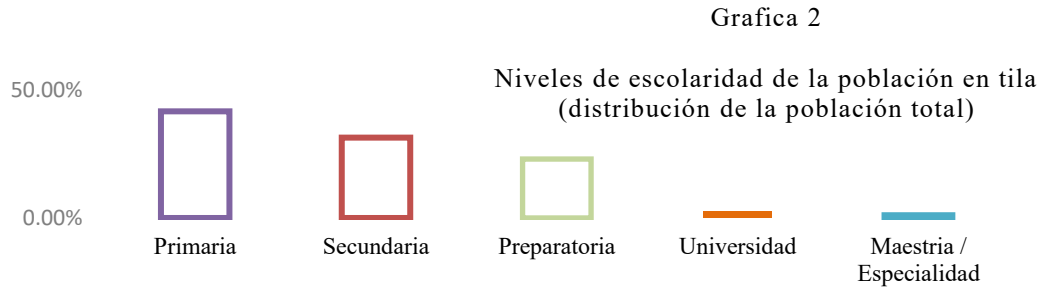 Grafica 2
Niveles de escolaridad de la población en tila
(distribución de la población total)
50.00%
0.00%
Primaria
Secundaria
Preparatoria
Universidad
Maestria /
Especialidad